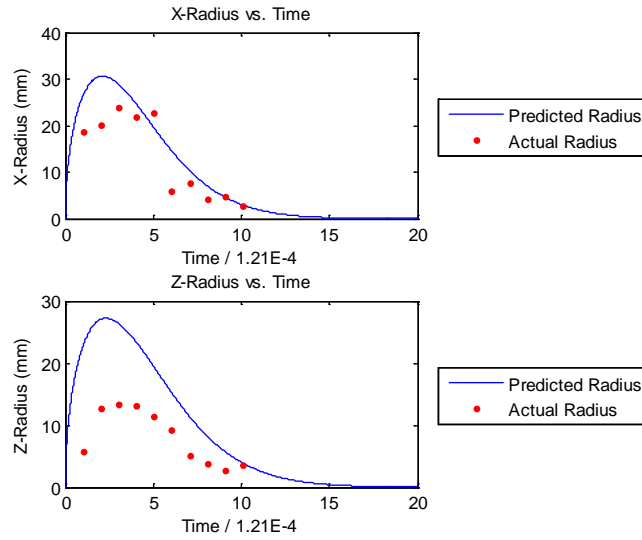 X-Radius vs. Time
40
30
20
10
0
X-Radius (mm)
0 5 10 15 20
Time / 1.21E-4
Predicted Radius
Actual Radius
Z-Radius vs. Time
30
20
10
0
Z-Radius (mm)
0 5 10 15 20
Time / 1.21E-4
Predicted Radius
Actual Radius